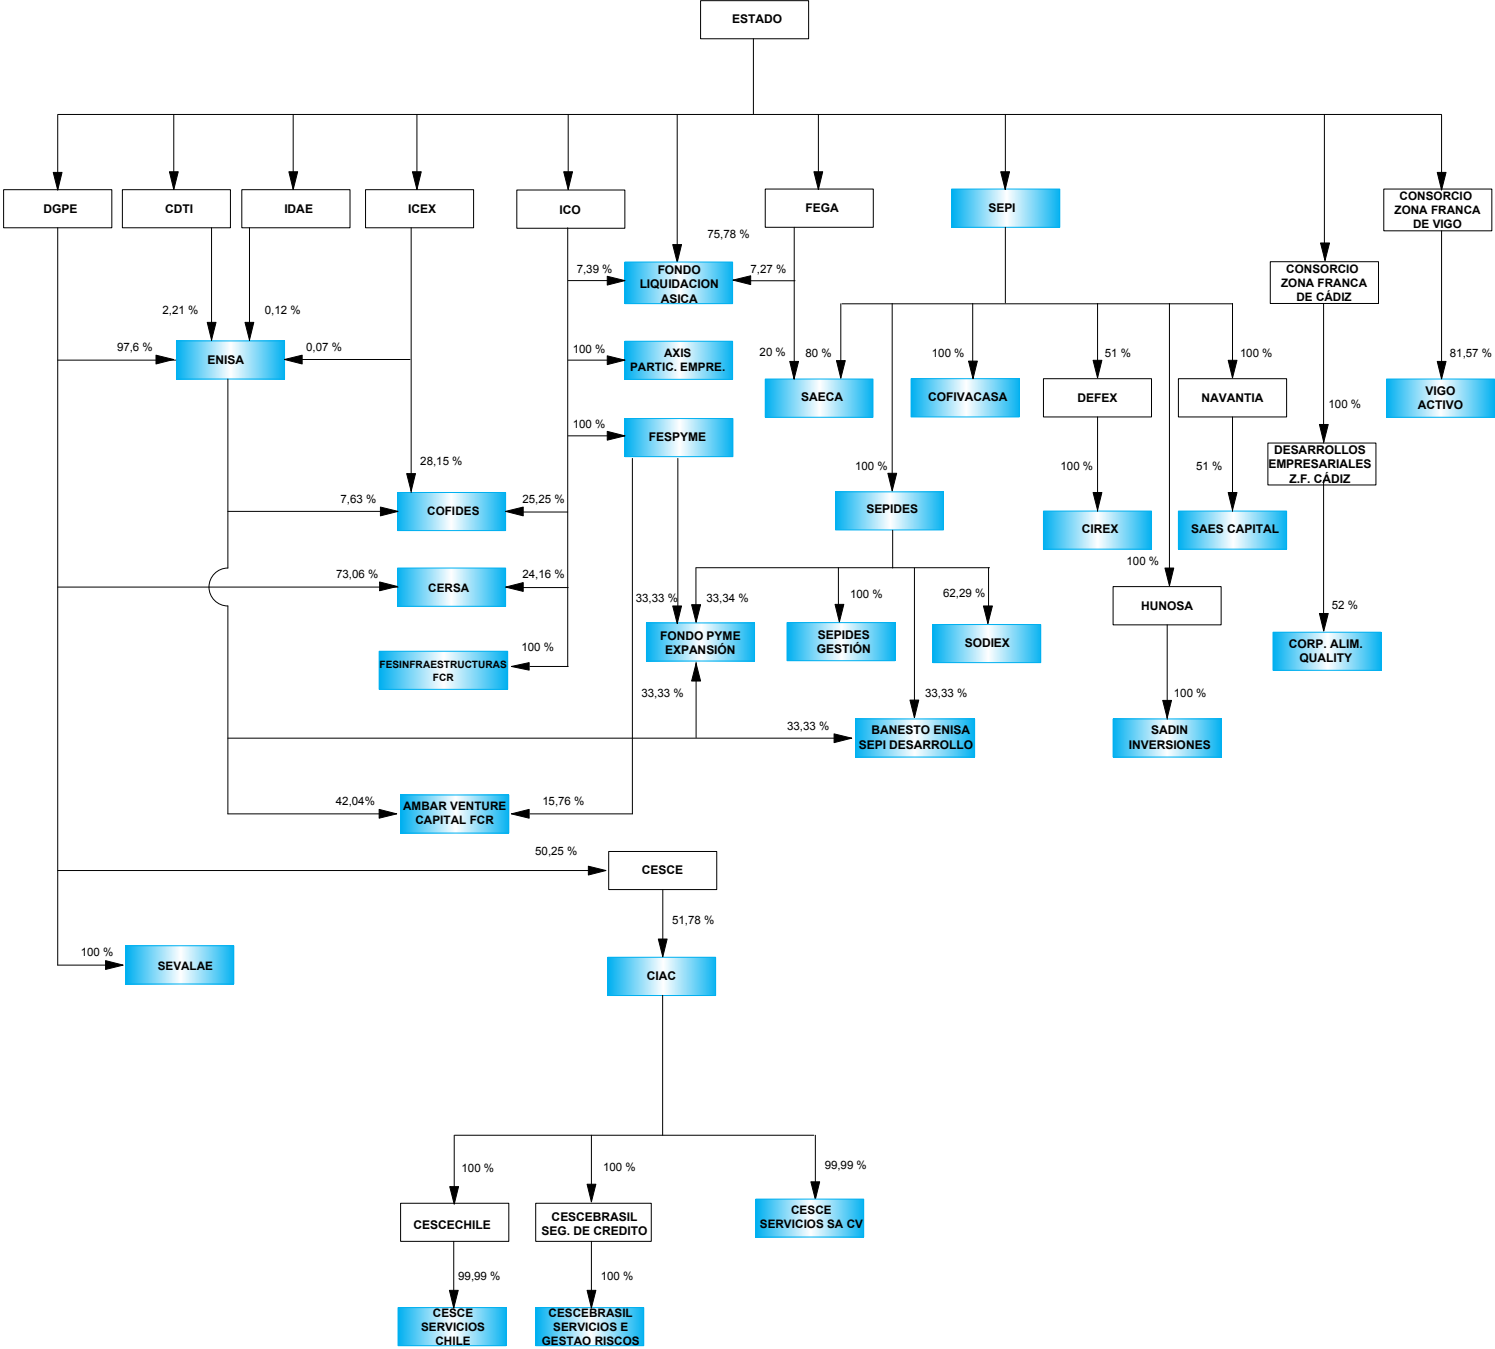 ESTADO
DGPE
CDTI
IDAE
ICEX
ICO
FEGA
SEPI
CONSORCIO
ZONA FRANCA
DE VIGO
75,78 %
CONSORCIO
ZONA FRANCA
DE CÁDIZ
7,39 %
FONDO
LIQUIDACION
ASICA
7,27 %
2,21 %
0,12 %
97,6 %
ENISA
0,07 %
100 %
AXIS
PARTIC. EMPRE.
20 %
80 %
100 %
51 %
100 %
81,57 %
SAECA
COFIVACASA
DEFEX
NAVANTIA
VIGO
ACTIVO
100 %
100 %
FESPYME
28,15 %
100 %
100 %
51 %
DESARROLLOS
EMPRESARIALES
Z.F. CÁDIZ
7,63 %
COFIDES
25,25 %
SEPIDES
CIREX
SAES CAPITAL
100 %
73,06 %
CERSA
24,16 %
33,33 %
33,34 %
100 %
62,29 %
HUNOSA
52 %
FONDO PYME
EXPANSIÓN
SEPIDES
GESTIÓN
SODIEX
CORP. ALIM.
QUALITY
100 %
FESINFRAESTRUCTURAS
FCR
33,33 %
33,33 %
100 %
33,33 %
BANESTO ENISA
SEPI DESARROLLO
SADIN
INVERSIONES
42,04%
AMBAR VENTURE
CAPITAL FCR
15,76 %
50,25 %
CESCE
51,78 %
100 %
SEVALAE
CIAC
100 %
100 %
99,99 %
CESCECHILE
CESCEBRASIL
SEG. DE CREDITO
CESCE
SERVICIOS SA CV
99,99 %
100 %
CESCE
SERVICIOS
CHILE
CESCEBRASIL
SERVICIOS E
GESTAO RISCOS